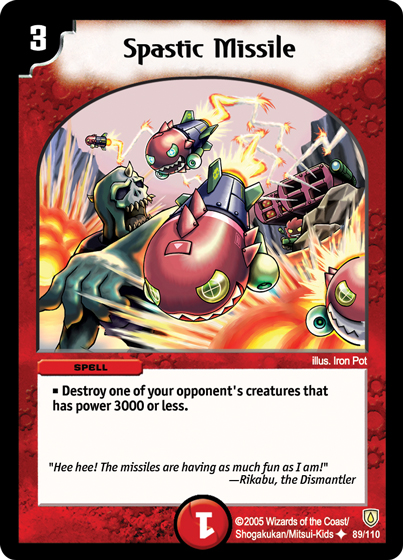 3
Spastic Missile
illus. Iron Pot
SPELL
▪ Destroy one of your opponent's creatures that
has power 3000 or less.
"Hee hee! The missiles are having as much fun as I am!"
—Rikabu, the Dismantler
1
©2005 Wizards of the Coast/
Shogakukan/Mitsui-Kids ✦ 89/110